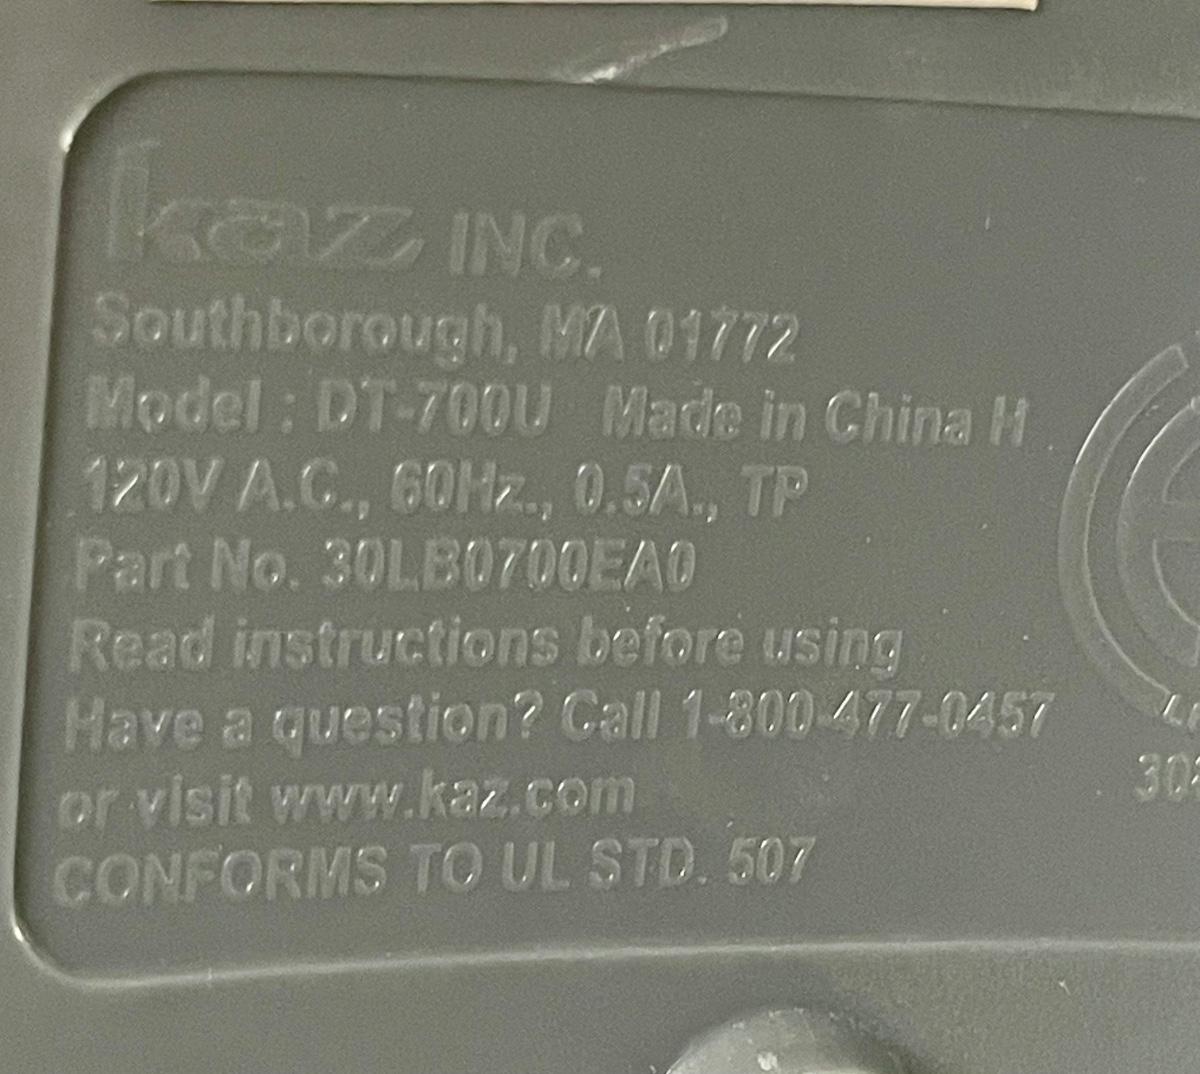 kaz INC.
Southborough, MA 01772
Model : DT-700U Made in China H
120V A.C., 60Hz., 0.5A., TP
Part No. 30LB0700EA0
Read instructions before using
Have a question? Call 1-800-477-0457
or visit www.kaz.com
CONFORMS TO UL STD. 507